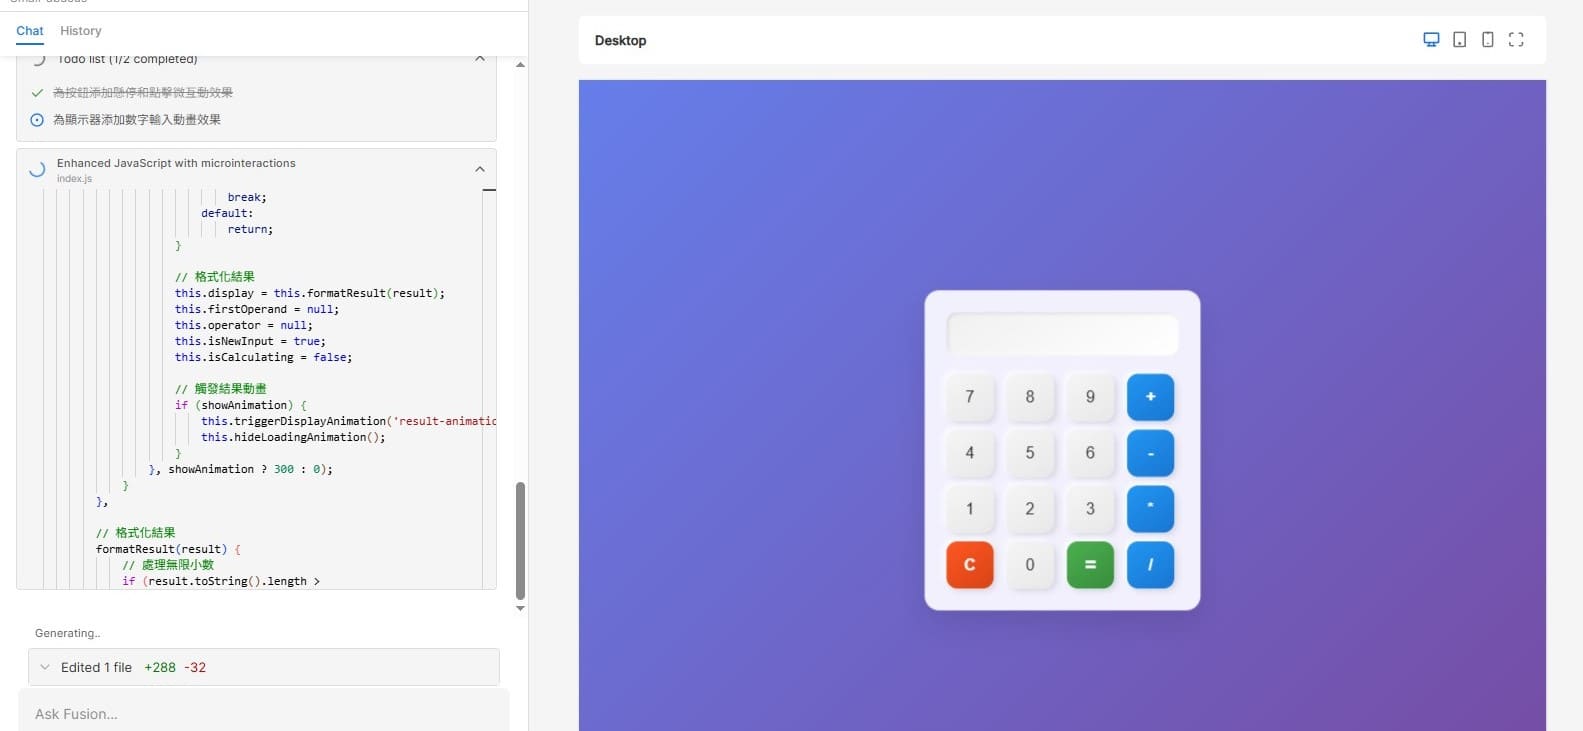 Chat History
Todo list (1/2 completed)
為按鈕添加懸停和點擊微互動效果
為顯示器添加數字輸入動畫效果
Enhanced JavaScript with microinteractions
index.js
break;
default:
return;
}
// 格式化結果
this.display = this.formatResult(result);
this.firstOperand = null;
this.operator = null;
this.isNewInput = true;
this.isCalculating = false;
// 觸發結果動畫
if (showAnimation) {
this.triggerDisplayAnimation('result-animatic
this.hideLoadingAnimation();
}
}, showAnimation ? 300 : 0);
}
},
// 格式化結果
formatResult(result) {
// 處理無限小數
if (result.toString().length >
Generating..
Edited 1 file +288 -32
Ask Fusion...
Desktop
7 8 9 +
4 5 6 -
1 2 3 *
C 0 = /